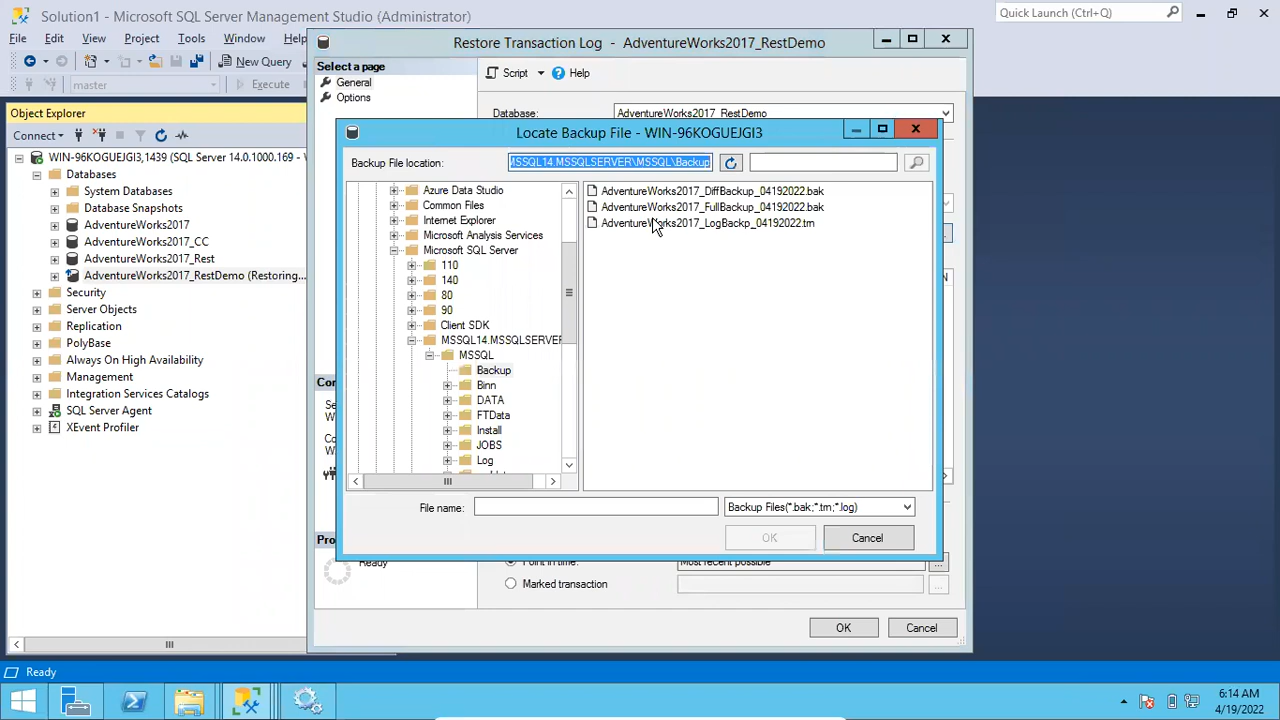 Solution1 - Microsoft SQL Server Management Studio (Administrator)
Quick Launch (Ctrl+Q)
File Edit View Project Tools Window Help
New Query
master
Execute
Object Explorer
Connect
WIN-96KOGUEJGI3,1439 (SQL Server 14.0.1000.169 -
Databases
System Databases
Database Snapshots
AdventureWorks2017
AdventureWorks2017_CC
AdventureWorks2017_Rest
AdventureWorks2017_RestDemo (Restoring...
Security
Server Objects
Replication
PolyBase
Always On High Availability
Management
Integration Services Catalogs
SQL Server Agent
XEvent Profiler
Restore Transaction Log - AdventureWorks2017_RestDemo
Select a page
General
Options
Script
Help
Database:
AdventureWorks2017_RestDemo
Locate Backup File - WIN-96KOGUEJGI3
Backup File location:
MSSQL14.MSSQLSERVER\MSSQL\Backup
Azure Data Studio
Common Files
Internet Explorer
Microsoft Analysis Services
Microsoft SQL Server
110
140
80
90
Client SDK
MSSQL14.MSSQLSERVER
MSSQL
Backup
Binn
DATA
FTData
Install
JOBS
Log
AdventureWorks2017_DiffBackup_04192022.bak
AdventureWorks2017_FullBackup_04192022.bak
AdventureWorks2017_LogBackp_04192022.trn
File name:
Backup Files(*.bak;*.trn;*.log)
OK
Cancel
Ready
Point in time:
Most recent possible
Marked transaction
OK
Cancel
Ready
6:14 AM
4/19/2022